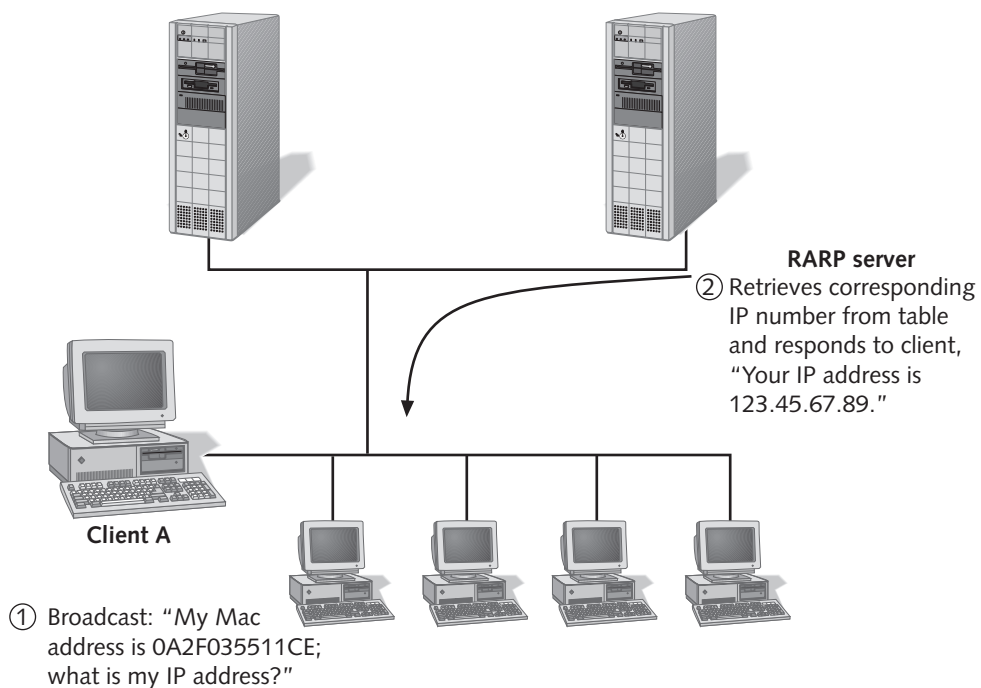 RARP server
② Retrieves corresponding
IP number from table
and responds to client,
“Your IP address is
123.45.67.89.”
Client A
① Broadcast: “My Mac
address is 0A2F035511CE;
what is my IP address?”